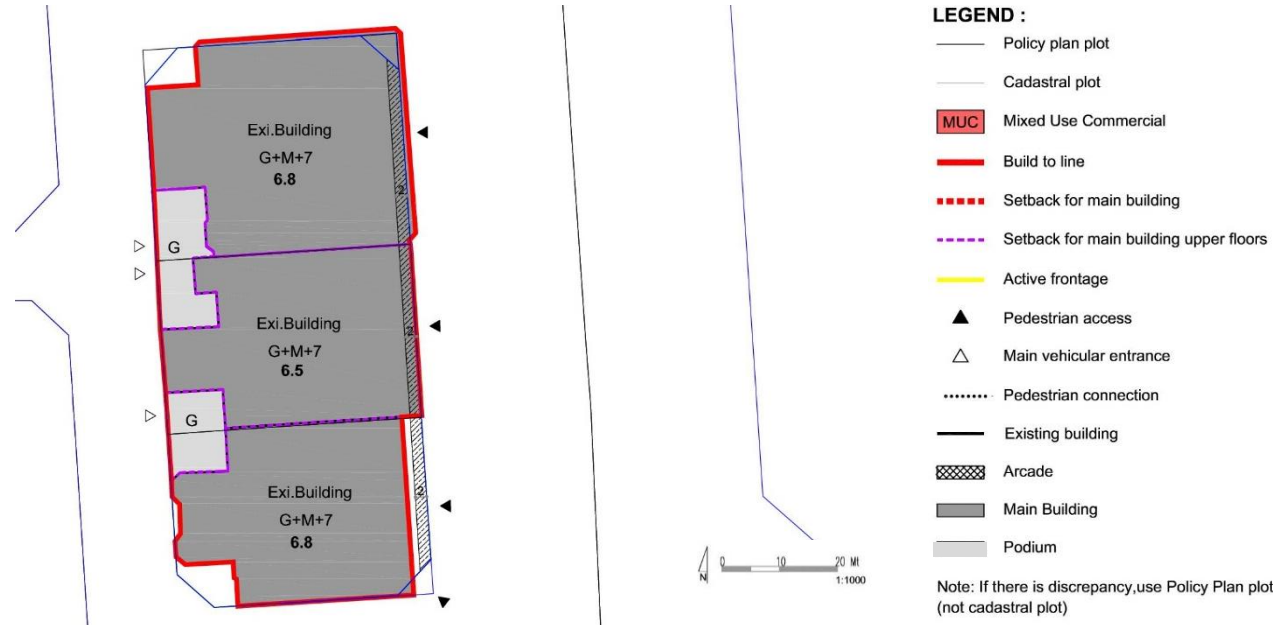 Exi.Building
G+M+7
6.8
2
G
Exi.Building
G+M+7
6.5
2
G
Exi.Building
G+M+7
6.8
2
N
0 10 20 Mt
1:1000
LEGEND :
Policy plan plot
Cadastral plot
MUC Mixed Use Commercial
Build to line
Setback for main building
Setback for main building upper floors
Active frontage
Pedestrian access
Main vehicular entrance
Pedestrian connection
Existing building
Arcade
Main Building
Podium
Note: If there is discrepancy,use Policy Plan plot
(not cadastral plot)